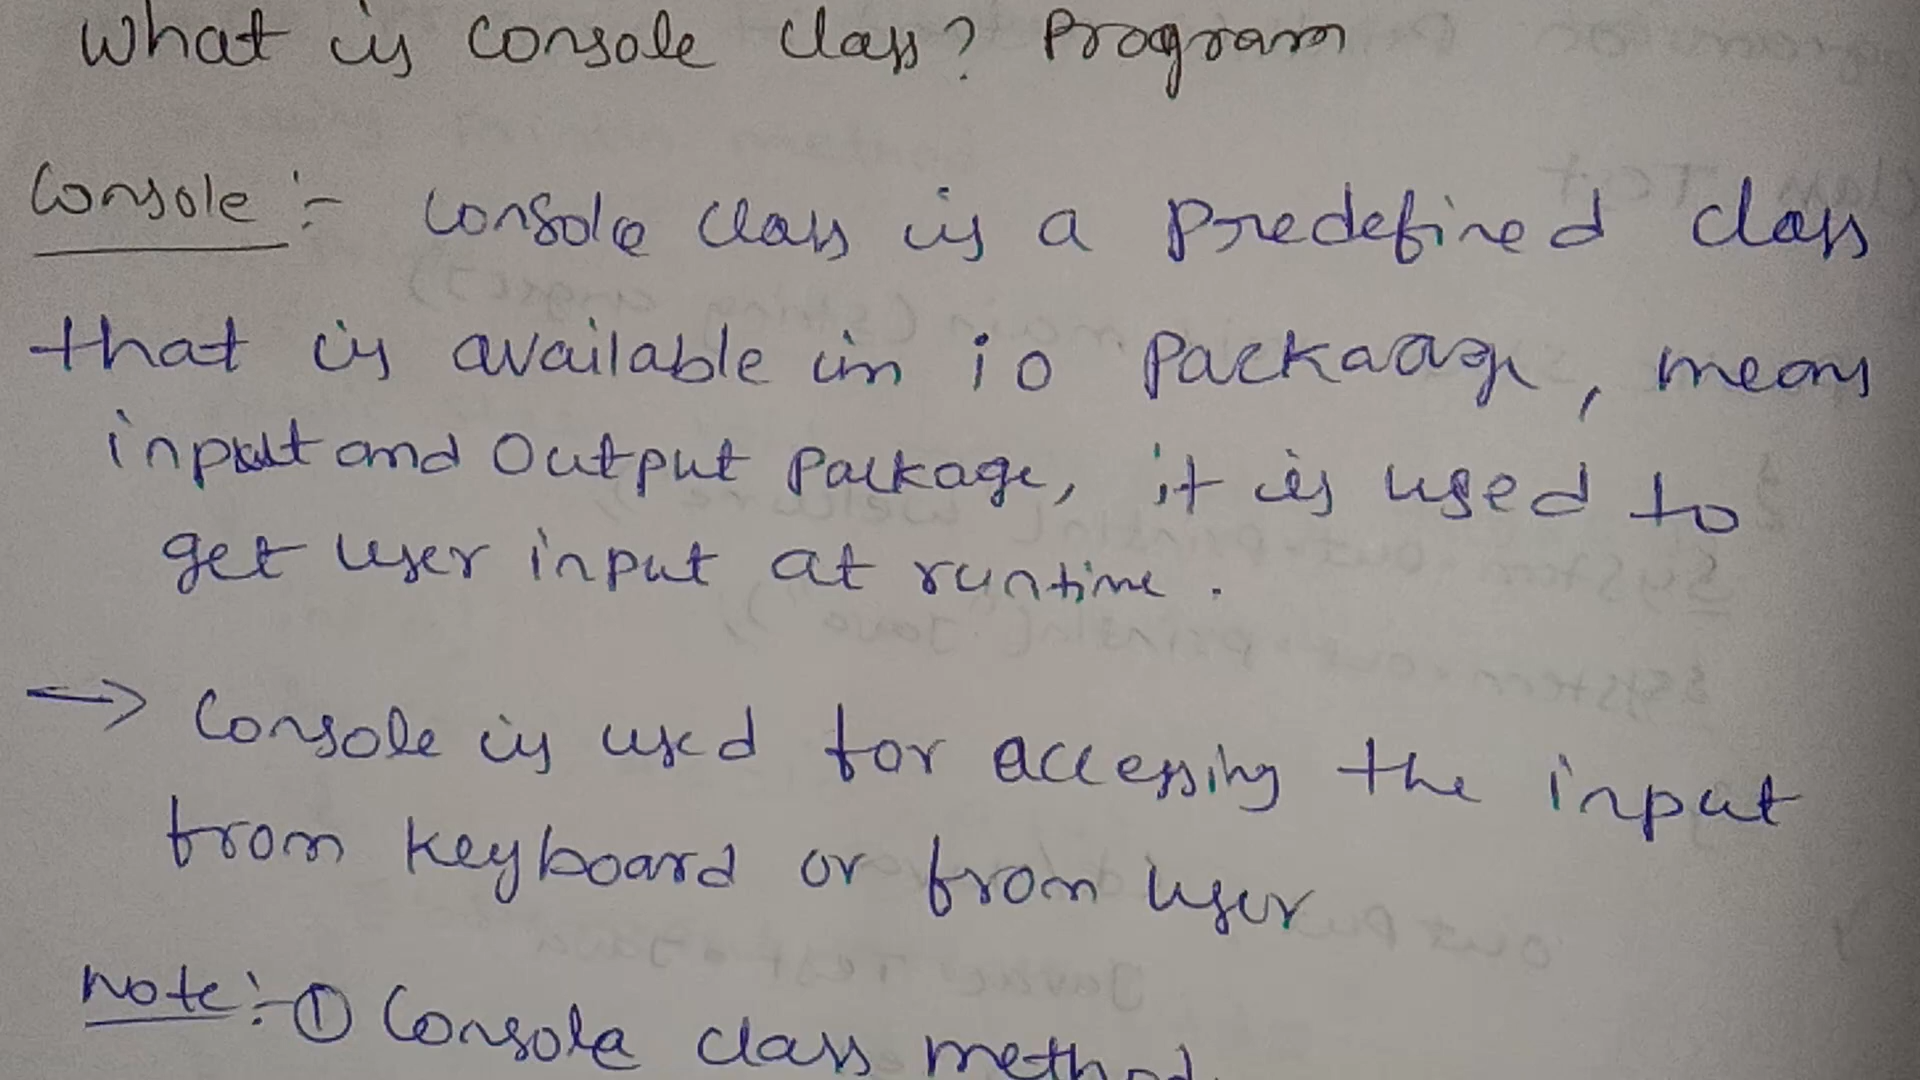 What is console class? Program
Console :- console class is a predefined class
that is available in io packaage, means
input and output package, it is used to
get user input at runtime.
→ Console is used for accessing the input
from keyboard or from user
Note :- ① Console class method